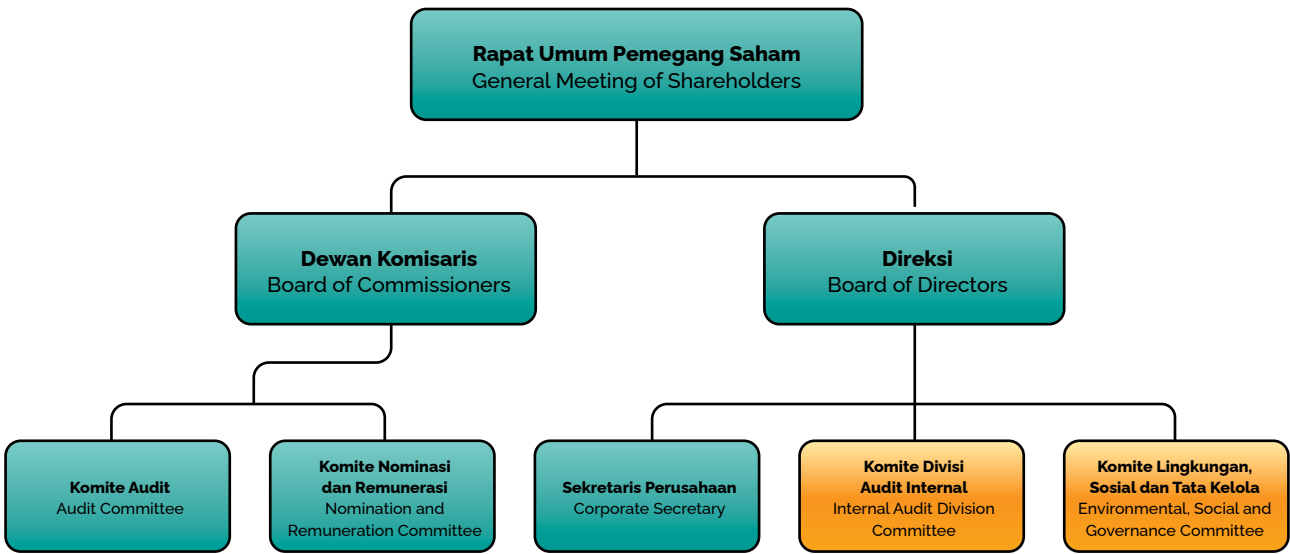 Rapat Umum Pemegang Saham
General Meeting of Shareholders
Dewan Komisaris
Board of Commissioners
Direksi
Board of Directors
Komite Audit
Audit Committee
Komite Nominasi
dan Remunerasi
Nomination and
Remuneration Committee
Sekretaris Perusahaan
Corporate Secretary
Komite Divisi
Audit Internal
Internal Audit Division
Committee
Komite Lingkungan,
Sosial dan Tata Kelola
Environmental, Social and
Governance Committee